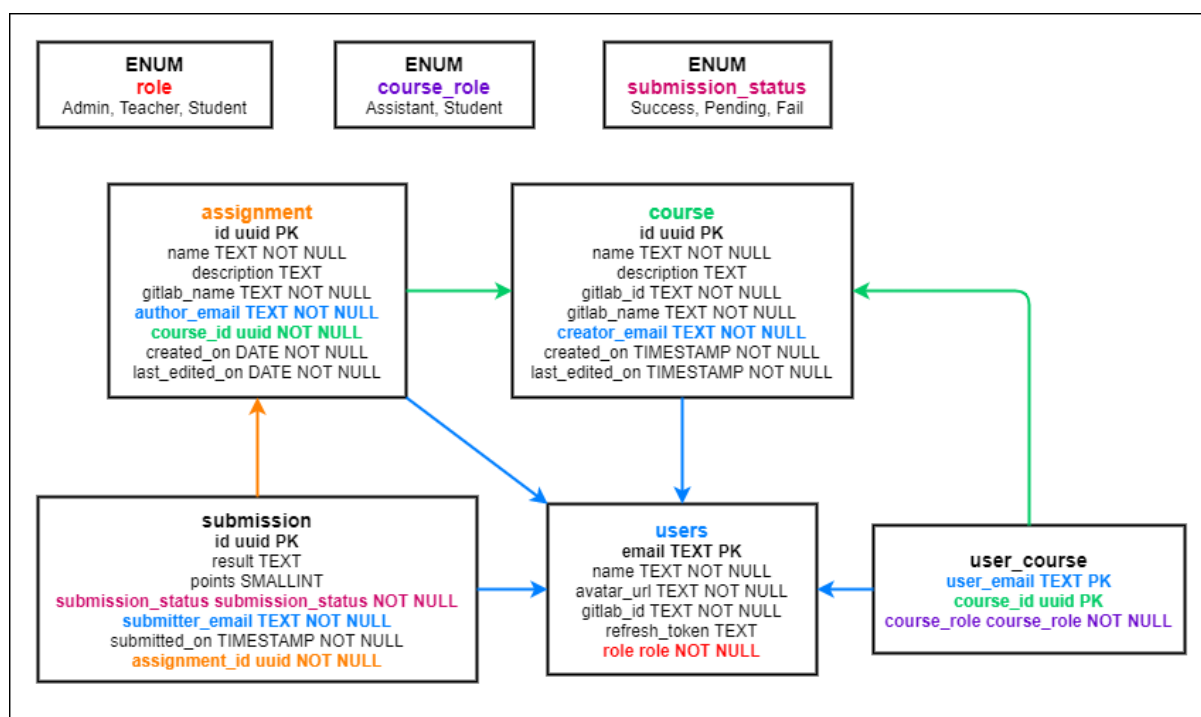 ENUM
role
Admin, Teacher, Student
ENUM
course_role
Assistant, Student
ENUM
submission_status
Success, Pending, Fail
assignment
id uuid PK
name TEXT NOT NULL
description TEXT
gitlab_name TEXT NOT NULL
author_email TEXT NOT NULL
course_id uuid NOT NULL
created_on DATE NOT NULL
last_edited_on DATE NOT NULL
course
id uuid PK
name TEXT NOT NULL
description TEXT
gitlab_id TEXT NOT NULL
gitlab_name TEXT NOT NULL
creator_email TEXT NOT NULL
created_on TIMESTAMP NOT NULL
last_edited_on TIMESTAMP NOT NULL
submission
id uuid PK
result TEXT
points SMALLINT
submission_status submission_status NOT NULL
submitter_email TEXT NOT NULL
submitted_on TIMESTAMP NOT NULL
assignment_id uuid NOT NULL
users
email TEXT PK
name TEXT NOT NULL
avatar_url TEXT NOT NULL
gitlab_id TEXT NOT NULL
refresh_token TEXT
role role NOT NULL
user_course
user_email TEXT PK
course_id uuid PK
course_role course_role NOT NULL